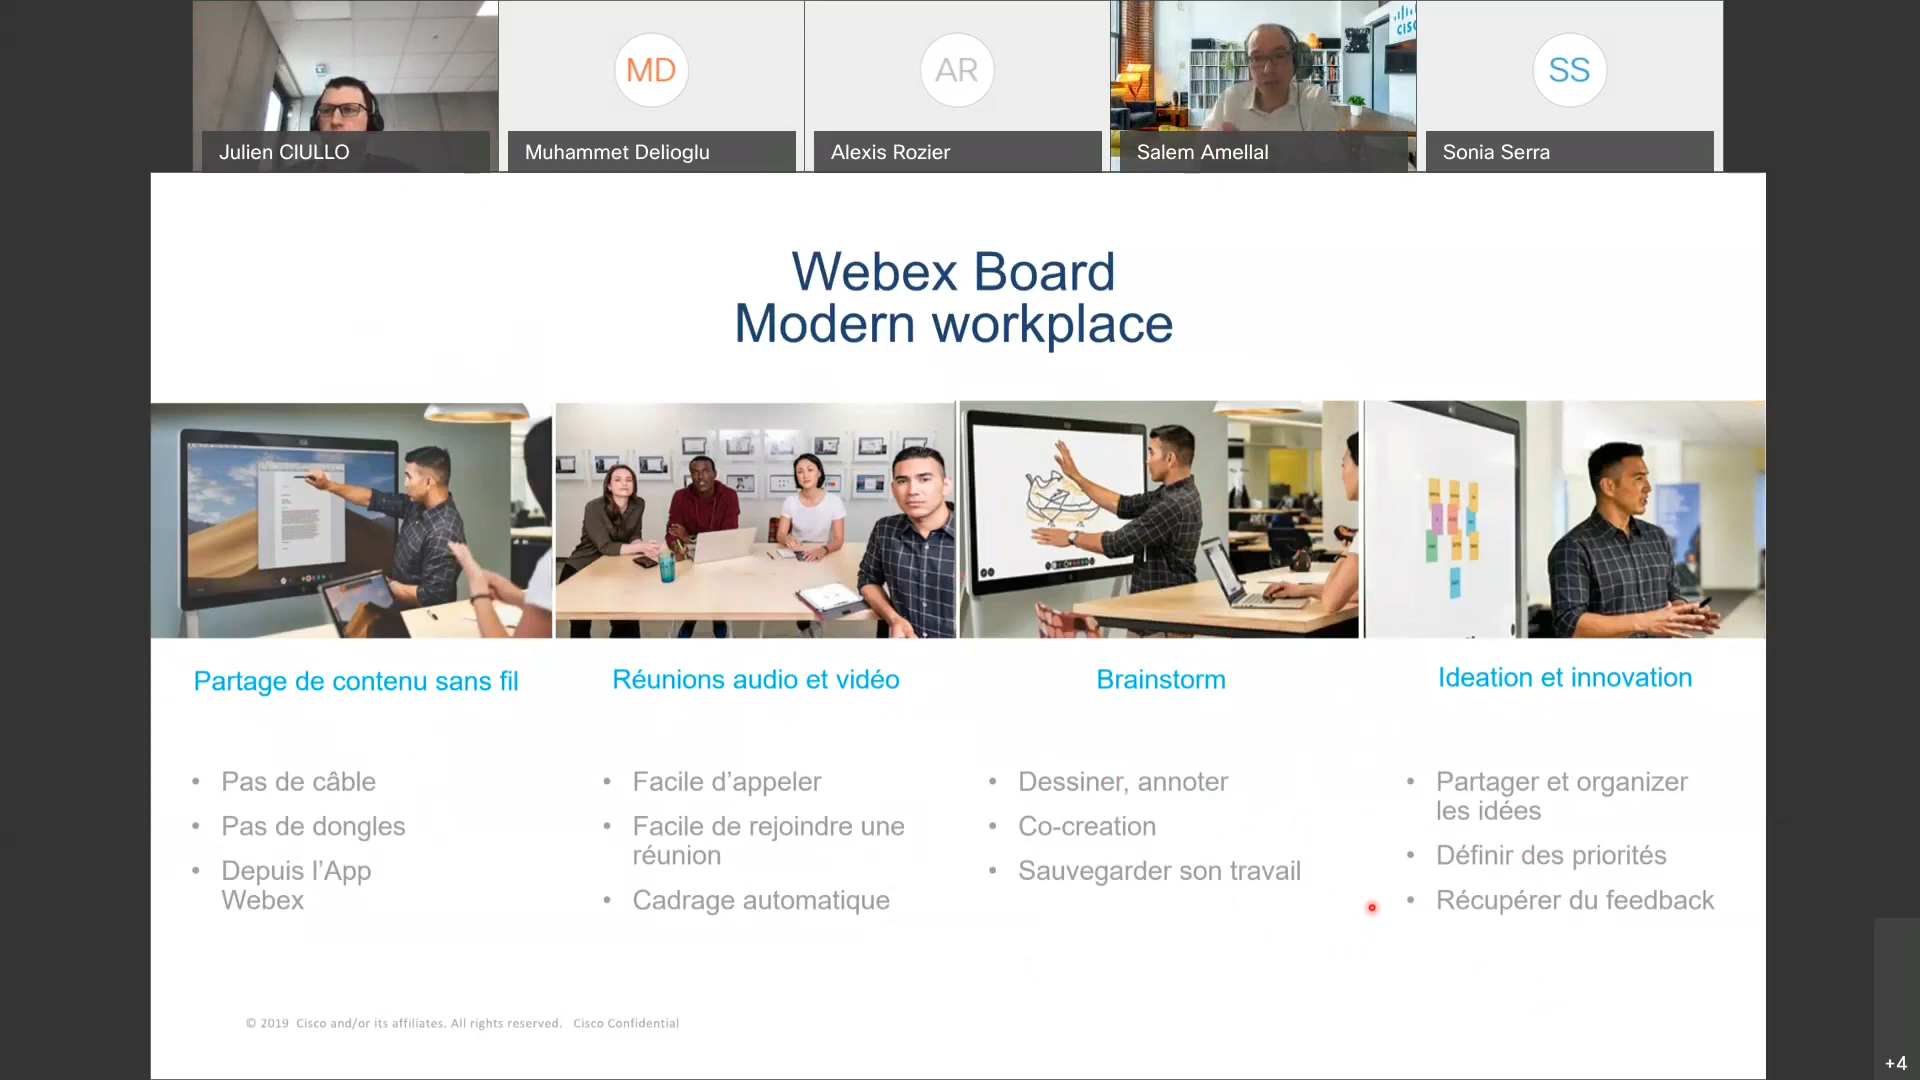 MD
AR
CISCO
SS
Julien CIULLO
Muhammet Delioglu
Alexis Rozier
Salem Amellal
Sonia Serra
Webex Board
Modern workplace
Partage de contenu sans fil
Réunions audio et vidéo
Brainstorm
Ideation et innovation
• Pas de câble
• Pas de dongles
• Depuis l’App
Webex
• Facile d’appeler
• Facile de rejoindre une
réunion
• Cadrage automatique
• Dessiner, annoter
• Co-creation
• Sauvegarder son travail
• Partager et organizer
les idées
• Définir des priorités
• Récupérer du feedback
© 2019 Cisco and/or its affiliates. All rights reserved. Cisco Confidential
+4